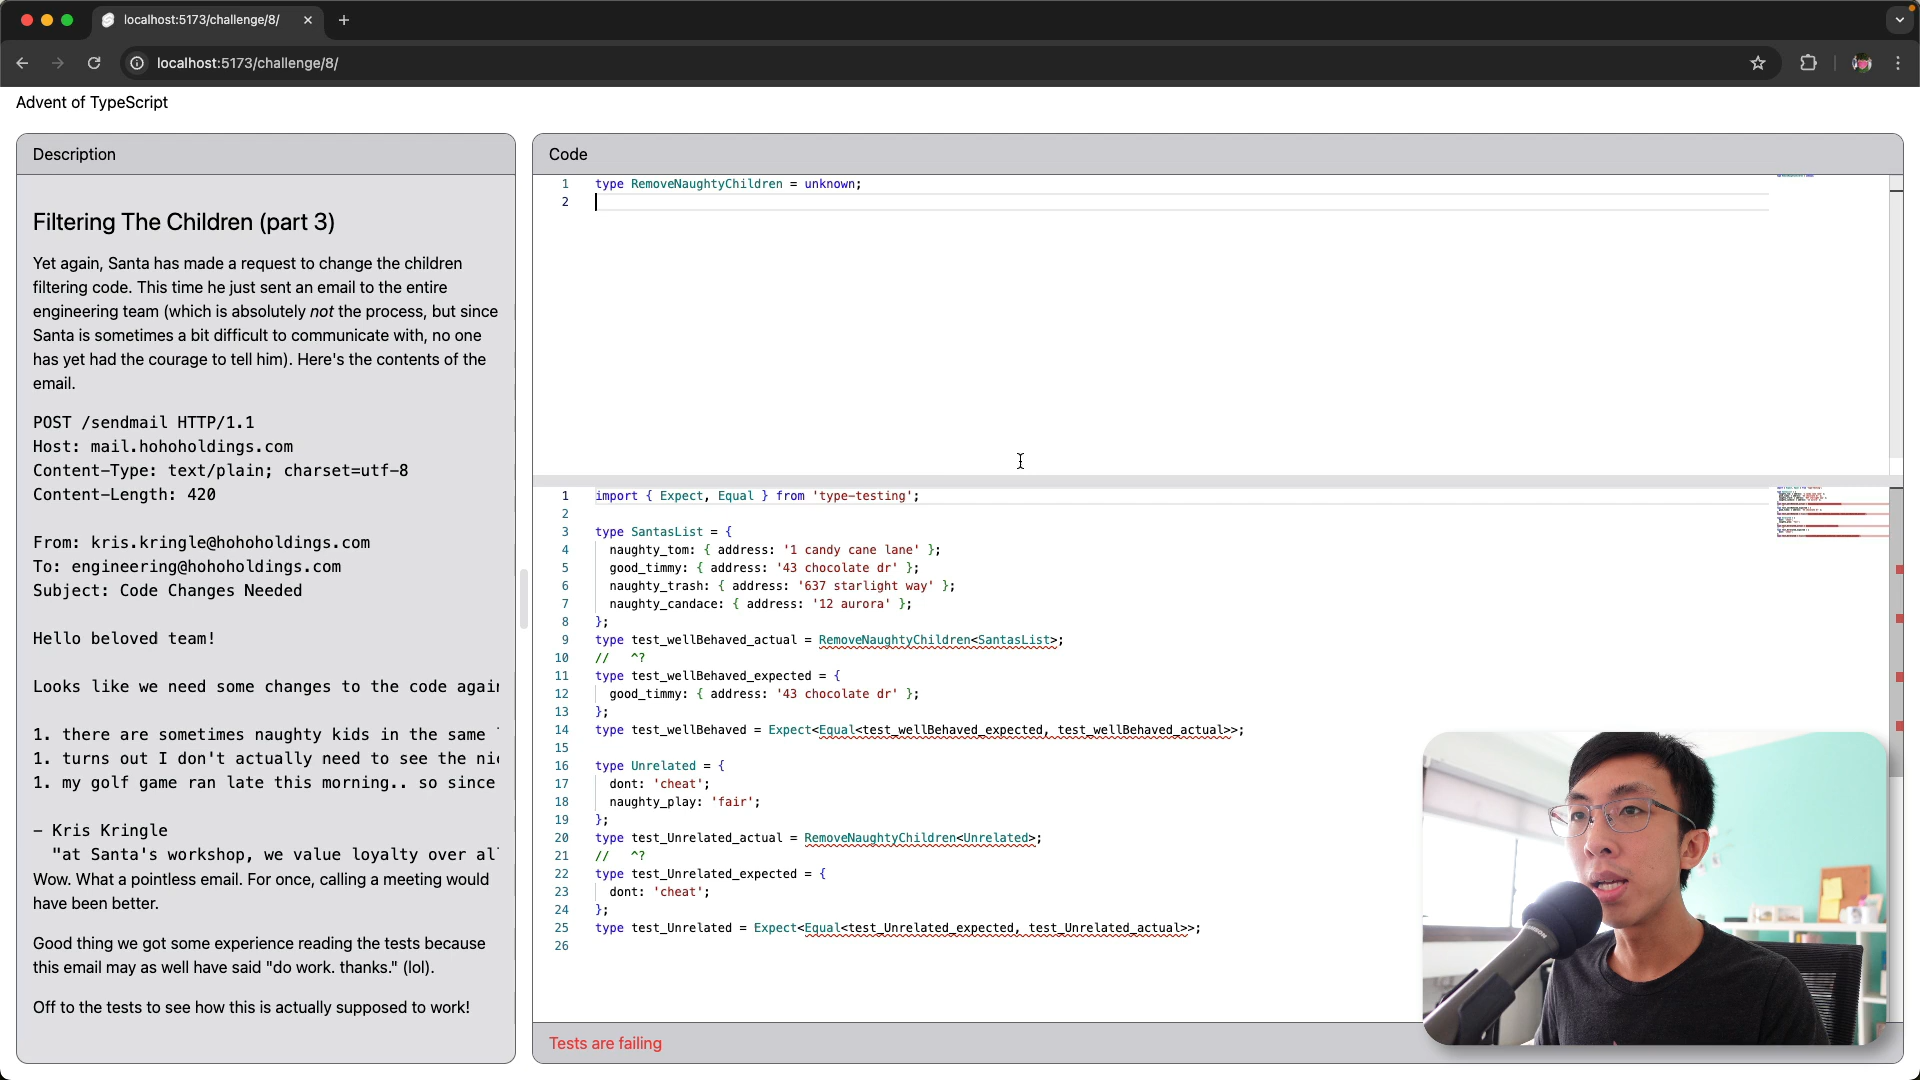 localhost:5173/challenge/8/
localhost:5173/challenge/8/
Advent of TypeScript
Description
Filtering The Children (part 3)
Yet again, Santa has made a request to change the children
filtering code. This time he just sent an email to the entire
engineering team (which is absolutely not the process, but since
Santa is sometimes a bit difficult to communicate with, no one
has yet had the courage to tell him). Here's the contents of the
email.
POST /sendmail HTTP/1.1
Host: mail.hohoholdings.com
Content-Type: text/plain; charset=utf-8
Content-Length: 420
From: kris.kringle@hohoholdings.com
To: engineering@hohoholdings.com
Subject: Code Changes Needed
Hello beloved team!
Looks like we need some changes to the code again
1. there are sometimes naughty kids in the same
1. turns out I don't actually need to see the nic
1. my golf game ran late this morning.. so since
– Kris Kringle
"at Santa's workshop, we value loyalty over al
Wow. What a pointless email. For once, calling a meeting would
have been better.
Good thing we got some experience reading the tests because
this email may as well have said "do work. thanks." (lol).
Off to the tests to see how this is actually supposed to work!
Code
1 type RemoveNaughtyChildren = unknown;
2
1 import { Expect, Equal } from 'type-testing';
2
3 type SantasList = {
4 naughty_tom: { address: '1 candy cane lane' };
5 good_timmy: { address: '43 chocolate dr' };
6 naughty_trash: { address: '637 starlight way' };
7 naughty_candace: { address: '12 aurora' };
8 };
9 type test_wellBehaved_actual = RemoveNaughtyChildren<SantasList>;
10 // ^?
11 type test_wellBehaved_expected = {
12 good_timmy: { address: '43 chocolate dr' };
13 };
14 type test_wellBehaved = Expect<Equal<test_wellBehaved_expected, test_wellBehaved_actual>>;
15
16 type Unrelated = {
17 dont: 'cheat';
18 naughty_play: 'fair';
19 };
20 type test_Unrelated_actual = RemoveNaughtyChildren<Unrelated>;
21 // ^?
22 type test_Unrelated_expected = {
23 dont: 'cheat';
24 };
25 type test_Unrelated = Expect<Equal<test_Unrelated_expected, test_Unrelated_actual>>;
26
Tests are failing